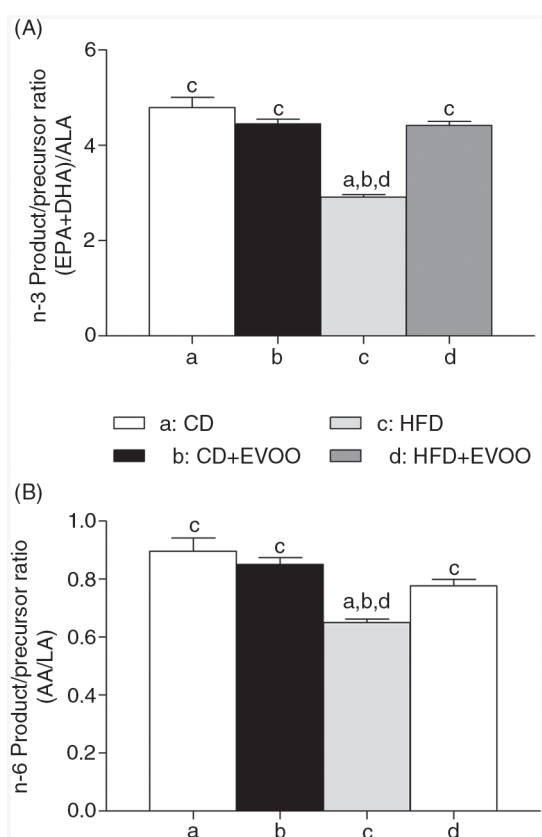 (A)
n-3 Product/precursor ratio
(EPA+DHA)/ALA
6
4
2
0
c
c
a,b,d
c
a
b
c
d
a: CD
c: HFD
b: CD+EVOO
d: HFD+EVOO
(B)
n-6 Product/precursor ratio
(AA/LA)
1.0
0.8
0.6
0.4
0.2
0.0
c
c
a,b,d
c
a
b
c
d